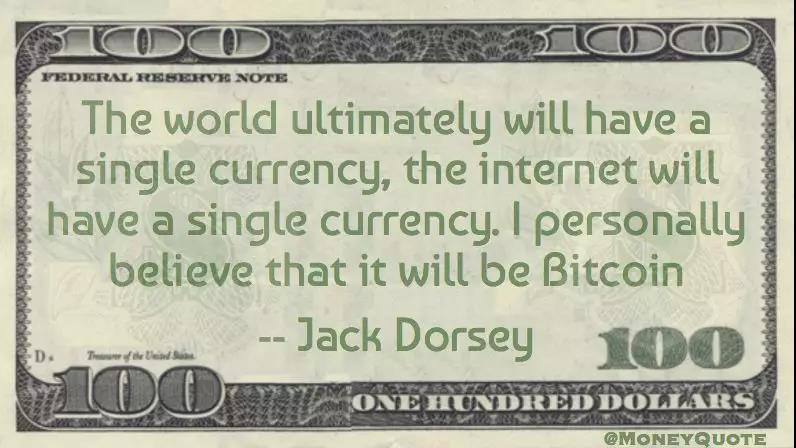 100 100
FEDERAL RESERVE NOTE
The world ultimately will have a
single currency, the internet will
have a single currency. I personally
believe that it will be Bitcoin
-- Jack Dorsey
100
D
Treasurer of the United States.
100 ONE HUNDRED DOLLARS
@MONEYQUOTE